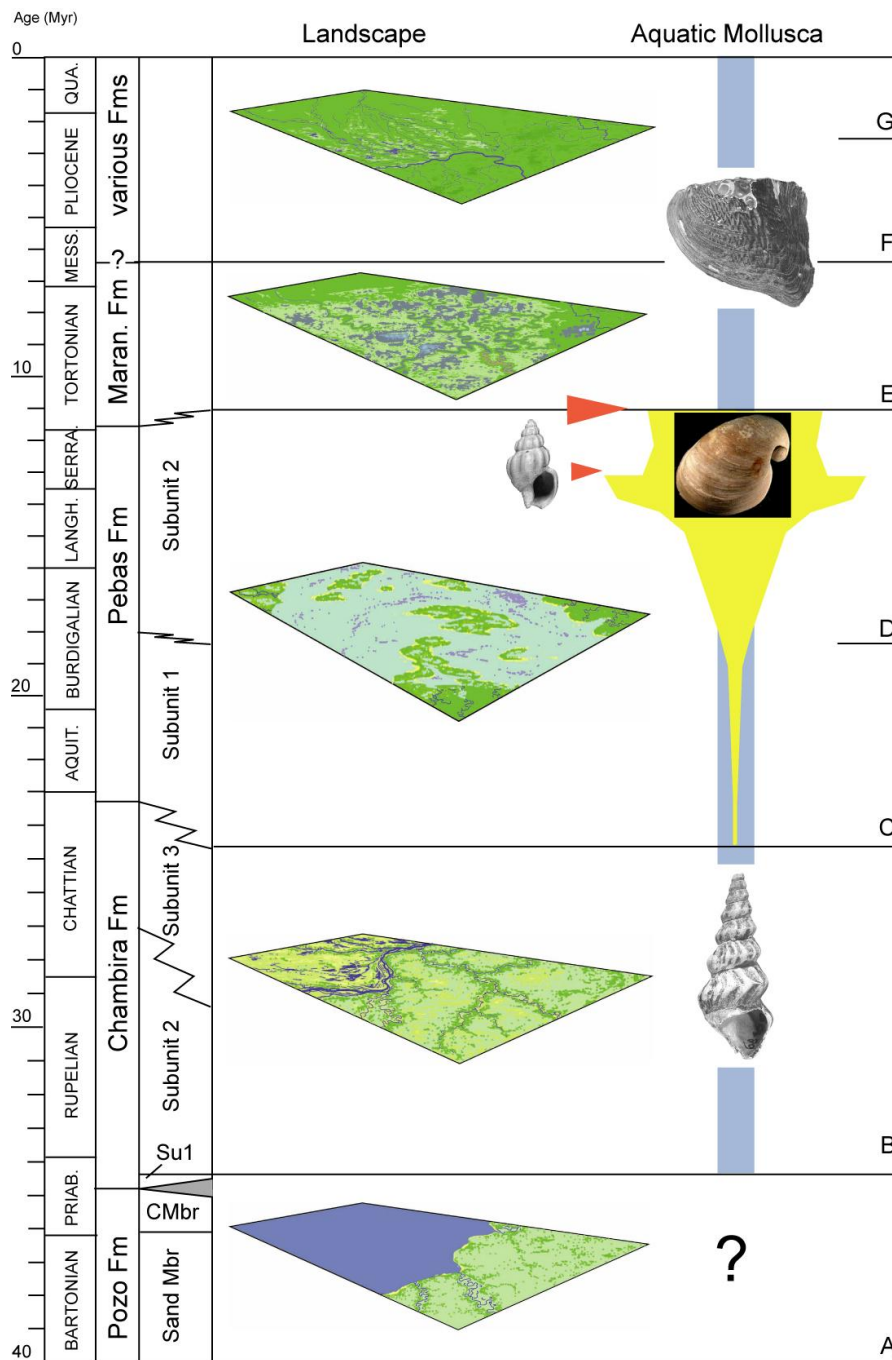 Age (Myr)
Landscape
Aquatic Mollusca
0
10
20
30
40
QUA.
PLIOCENE
MESS.
TORTONIAN
SERRA.
LANGH.
BURDIGALIAN
AQUIT.
CHATTIAN
RUPELIAN
PRIAB.
BARTONIAN
various Fms
?
Maran. Fm
Pebas Fm
Chambira Fm
Pozo Fm
Subunit 2
Subunit 1
Subunit 3
Subunit 2
Su1
CMbr
Sand Mbr
?
G
F
E
D
C
B
A